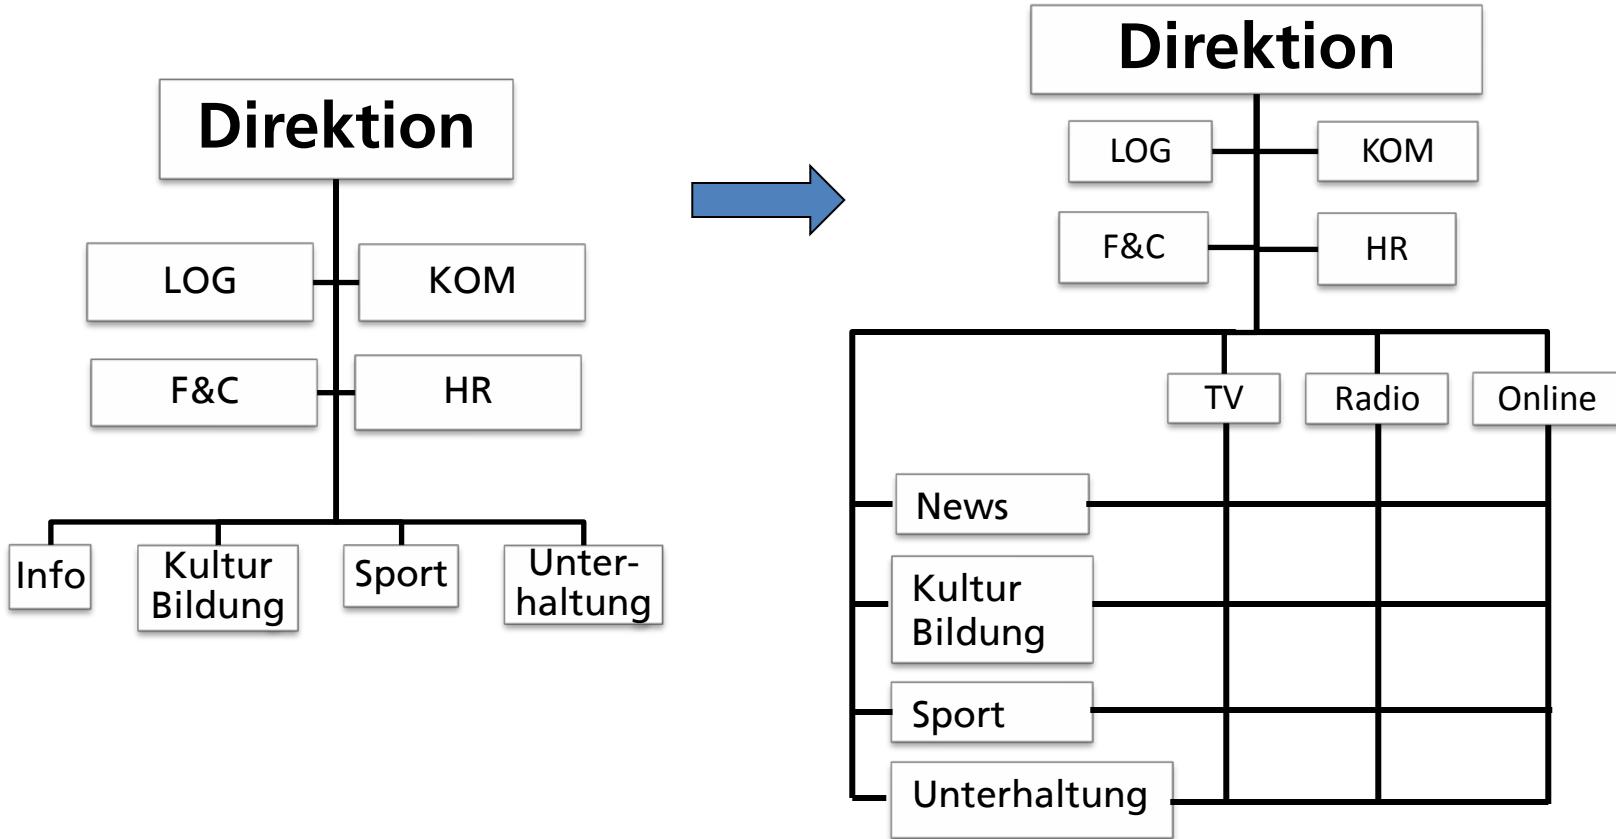 Direktion
LOG
KOM
F&C
HR
Info
Kultur
Bildung
Sport
Unter-
haltung
Direktion
LOG
KOM
F&C
HR
TV
Radio
Online
News
Kultur
Bildung
Sport
Unterhaltung